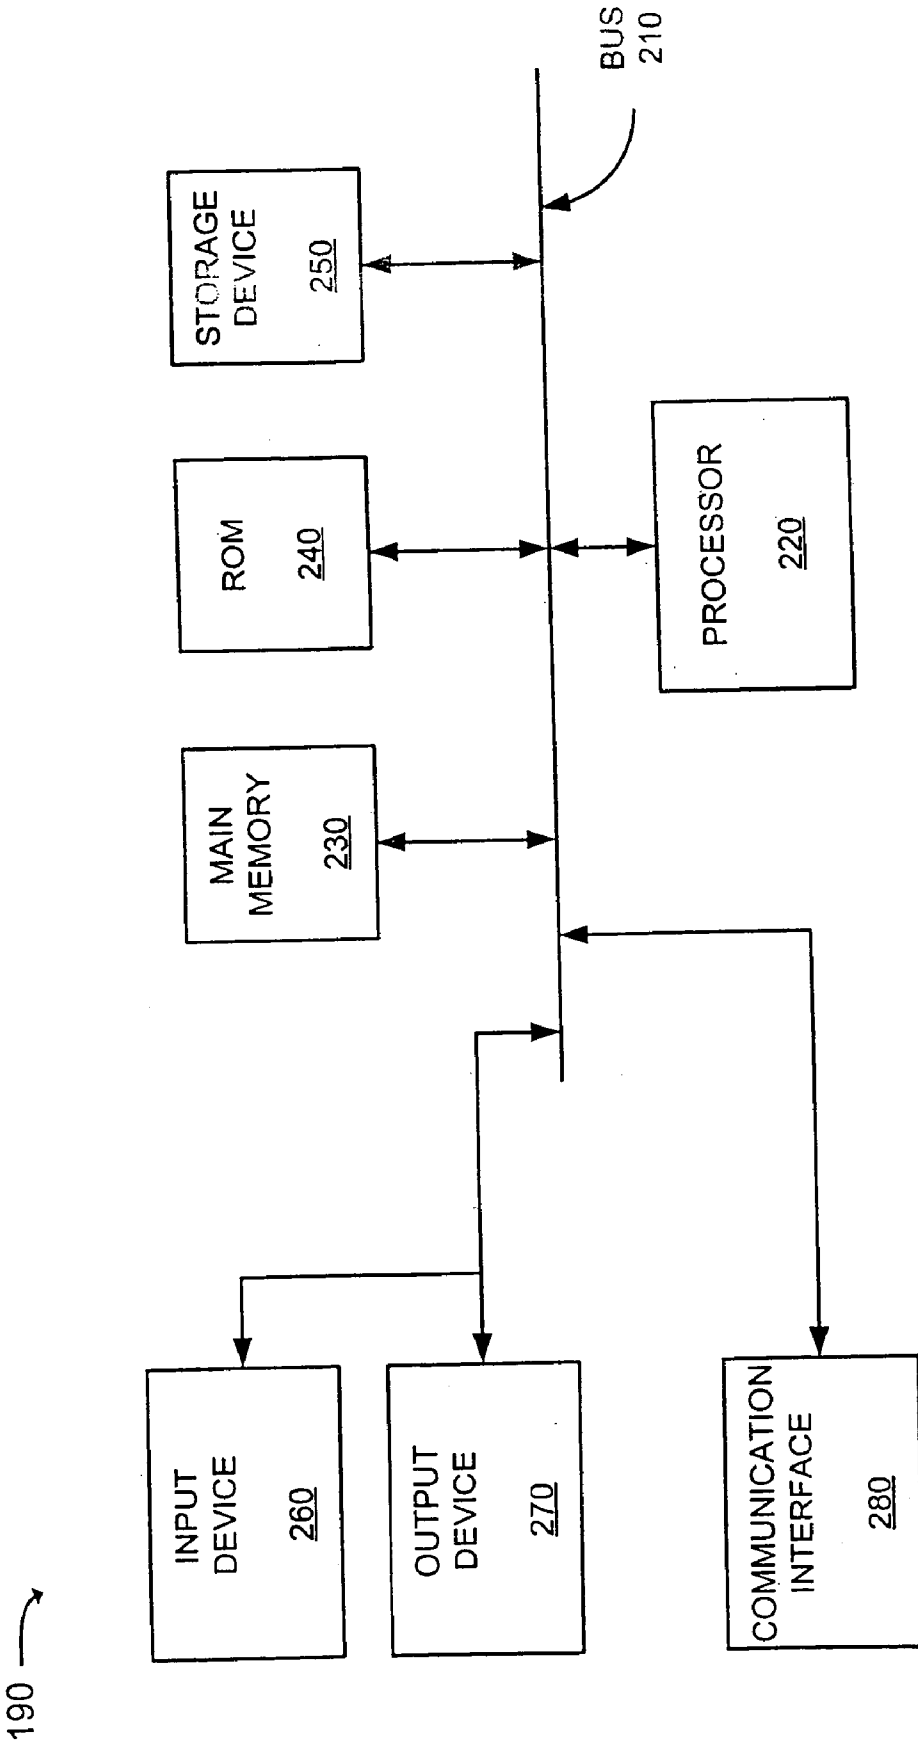 190
INPUT
DEVICE
260
OUTPUT
DEVICE
270
COMMUNICATION
INTERFACE
280
MAIN
MEMORY
230
ROM
240
STORAGE
DEVICE
250
PROCESSOR
220
BUS
210